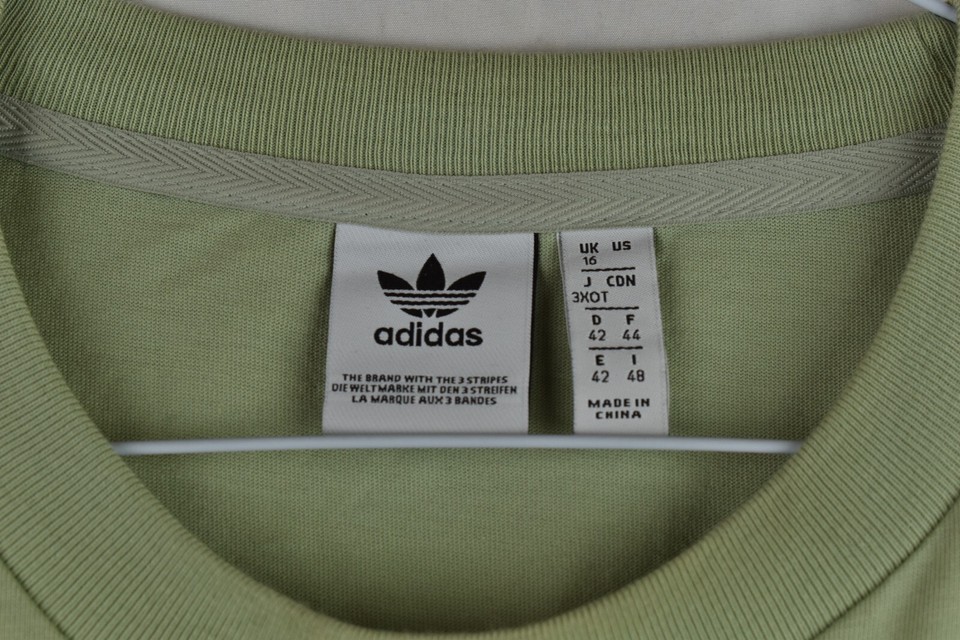 adidas
THE BRAND WITH THE 3 STRIPES
DIE WELTMARKE MIT DEN 3 STREIFEN
LA MARQUE AUX 3 BANDES
UK US
16
J CDN
3XOT
D F
42 44
E I
42 48
MADE IN
CHINA